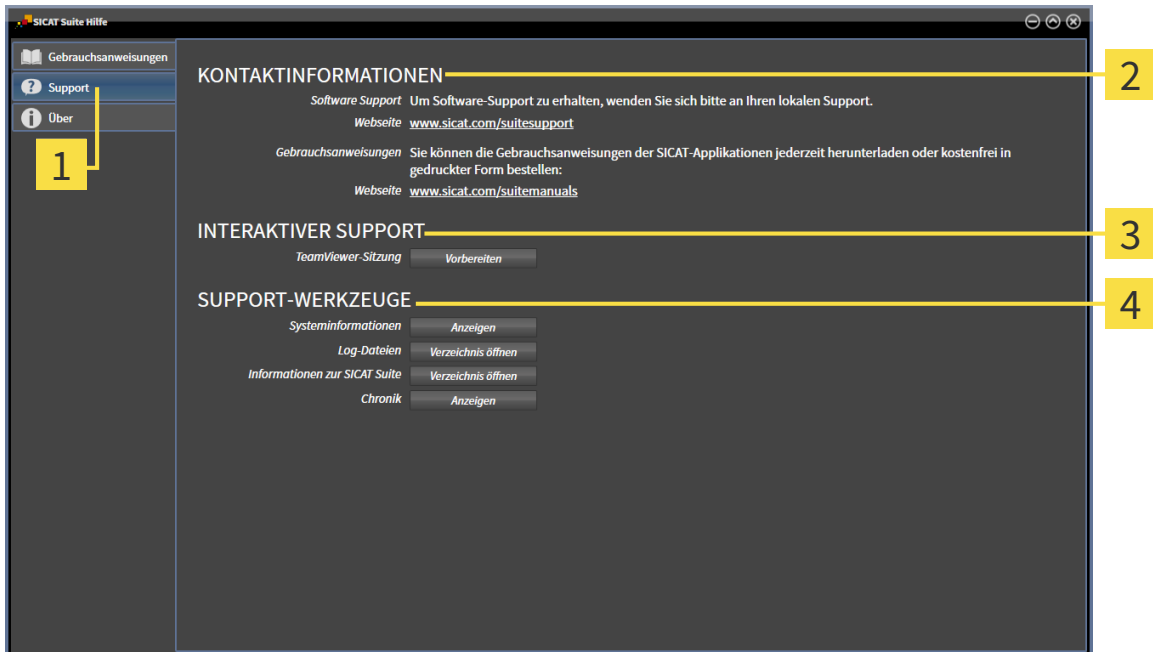 SICAT Suite Hilfe
Gebrauchsanweisungen
Support
Über
1
KONTAKTINFORMATIONEN
2
Software Support Um Software-Support zu erhalten, wenden Sie sich bitte an Ihren lokalen Support.
Webseite www.sicat.com/suitesupport
Gebrauchsanweisungen Sie können die Gebrauchsanweisungen der SICAT-Applikationen jederzeit herunterladen oder kostenfrei in
gedruckter Form bestellen:
Webseite www.sicat.com/suitemanuals
INTERAKTIVER SUPPORT
3
TeamViewer-Sitzung Vorbereiten
SUPPORT-WERKZEUGE
4
Systeminformationen Anzeigen
Log-Dateien Verzeichnis öffnen
Informationen zur SICAT Suite Verzeichnis öffnen
Chronik Anzeigen